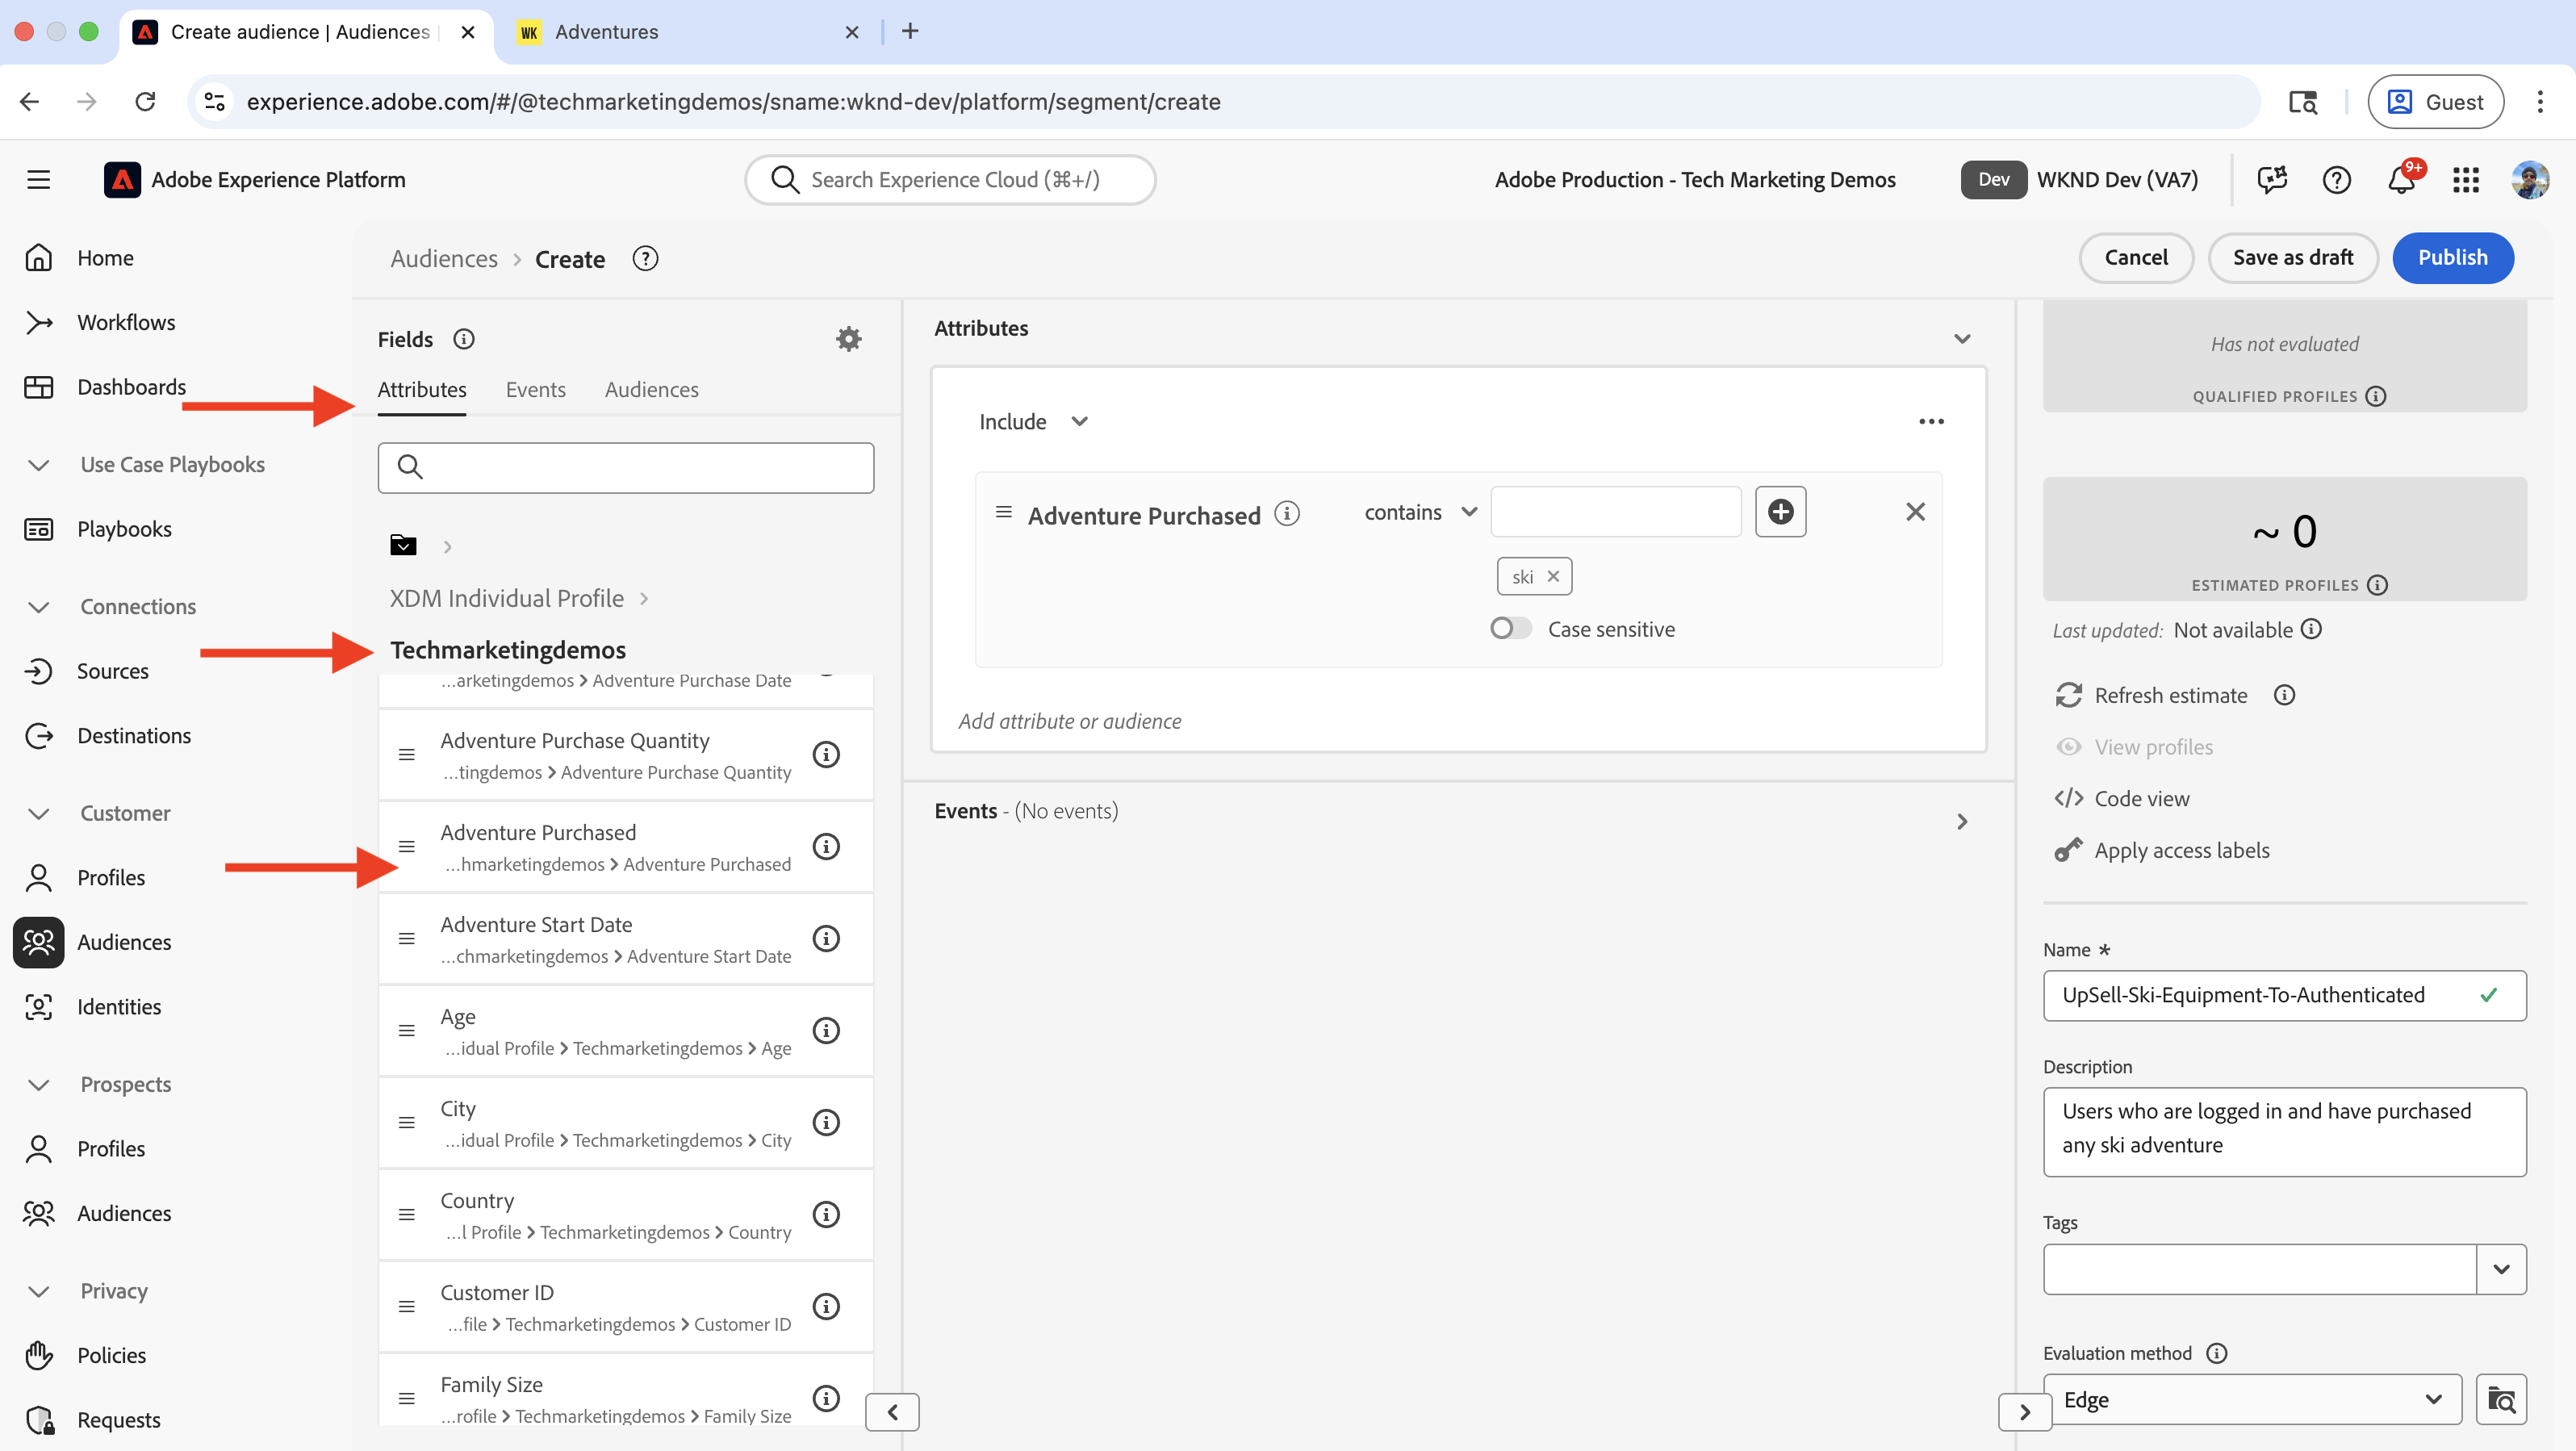 Create audience | Audiences
WK Adventures
experience.adobe.com/#/@techmarketingdemos/sname:wknd-dev/platform/segment/create
Guest
Adobe Experience Platform
Search Experience Cloud (⌘+/)
Adobe Production - Tech Marketing Demos
Dev WKND Dev (VA7)
9+
Home
Workflows
Dashboards
Use Case Playbooks
Playbooks
Connections
Sources
Destinations
Customer
Profiles
Audiences
Identities
Prospects
Profiles
Audiences
Privacy
Policies
Requests
Audiences > Create
Cancel
Save as draft
Publish
Fields
Attributes Events Audiences
XDM Individual Profile >
Techmarketingdemos
...arketingdemos > Adventure Purchase Date
Adventure Purchase Quantity
...tingdemos > Adventure Purchase Quantity
Adventure Purchased
...hmarketingdemos > Adventure Purchased
Adventure Start Date
...chmarketingdemos > Adventure Start Date
Age
...idual Profile > Techmarketingdemos > Age
City
...idual Profile > Techmarketingdemos > City
Country
...l Profile > Techmarketingdemos > Country
Customer ID
...file > Techmarketingdemos > Customer ID
Family Size
...rofile > Techmarketingdemos > Family Size
Attributes
Include
Adventure Purchased contains
ski
Case sensitive
Add attribute or audience
Events - (No events)
Has not evaluated
QUALIFIED PROFILES
~ 0
ESTIMATED PROFILES
Last updated: Not available
Refresh estimate
View profiles
</> Code view
Apply access labels
Name *
UpSell-Ski-Equipment-To-Authenticated
Description
Users who are logged in and have purchased
any ski adventure
Tags
Evaluation method
Edge